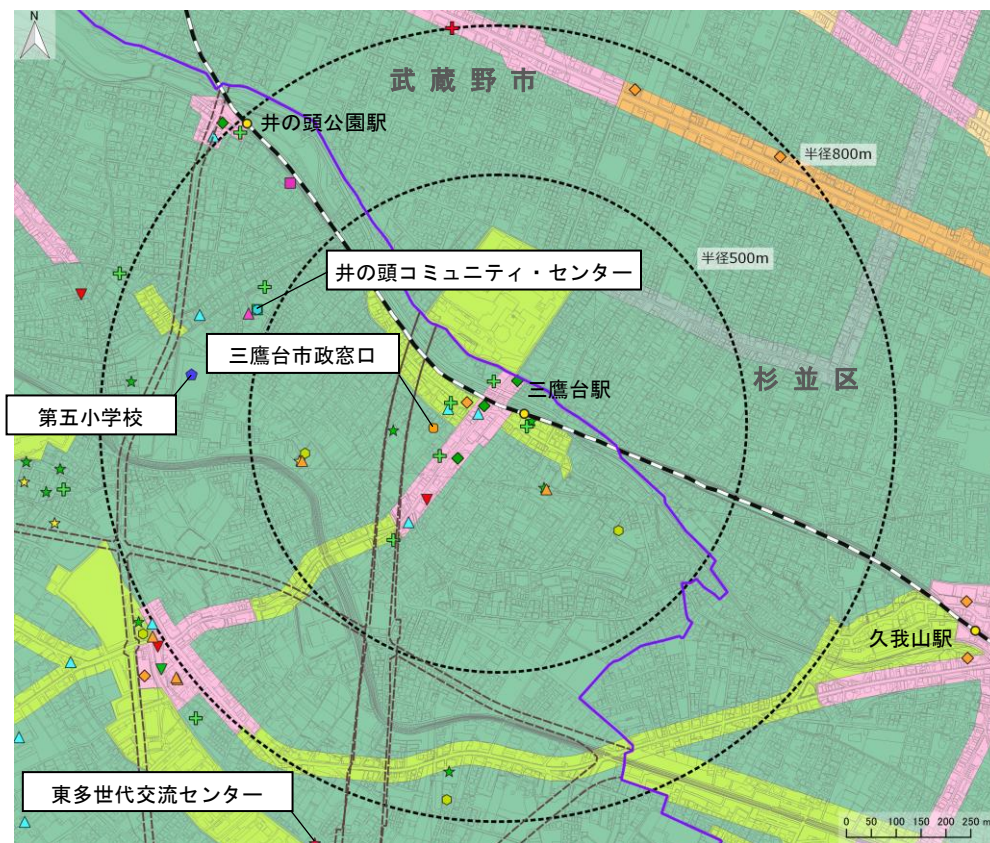 N
武蔵野市
井の頭公園駅
半径800m
半径500m
井の頭コミュニティ・センター
三鷹台市政窓口
杉並区
三鷹台駅
第五小学校
久我山駅
東多世代交流センター
0 50 100 150 200 250 m